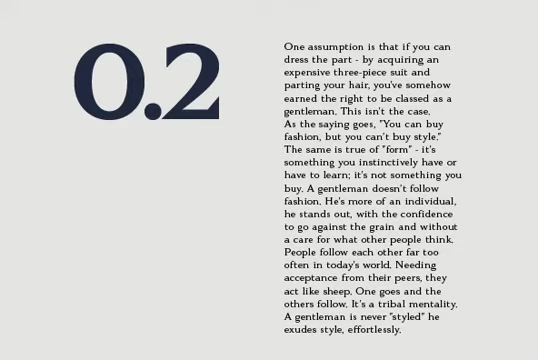 0.2
One assumption is that if you can
dress the part - by acquiring an
expensive three-piece suit and
parting your hair, you've somehow
earned the right to be classed as a
gentleman. This isn't the case.
As the saying goes, "You can buy
fashion, but you can't buy style."
The same is true of "form" - it's
something you instinctively have or
have to learn; it's not something you
buy. A gentleman doesn't follow
fashion. He's more of an individual,
he stands out, with the confidence
to go against the grain and without
a care for what other people think.
People follow each other far too
often in today's world. Needing
acceptance from their peers, they
act like sheep. One goes and the
others follow. It's a tribal mentality.
A gentleman is never "styled" he
exudes style, effortlessly.